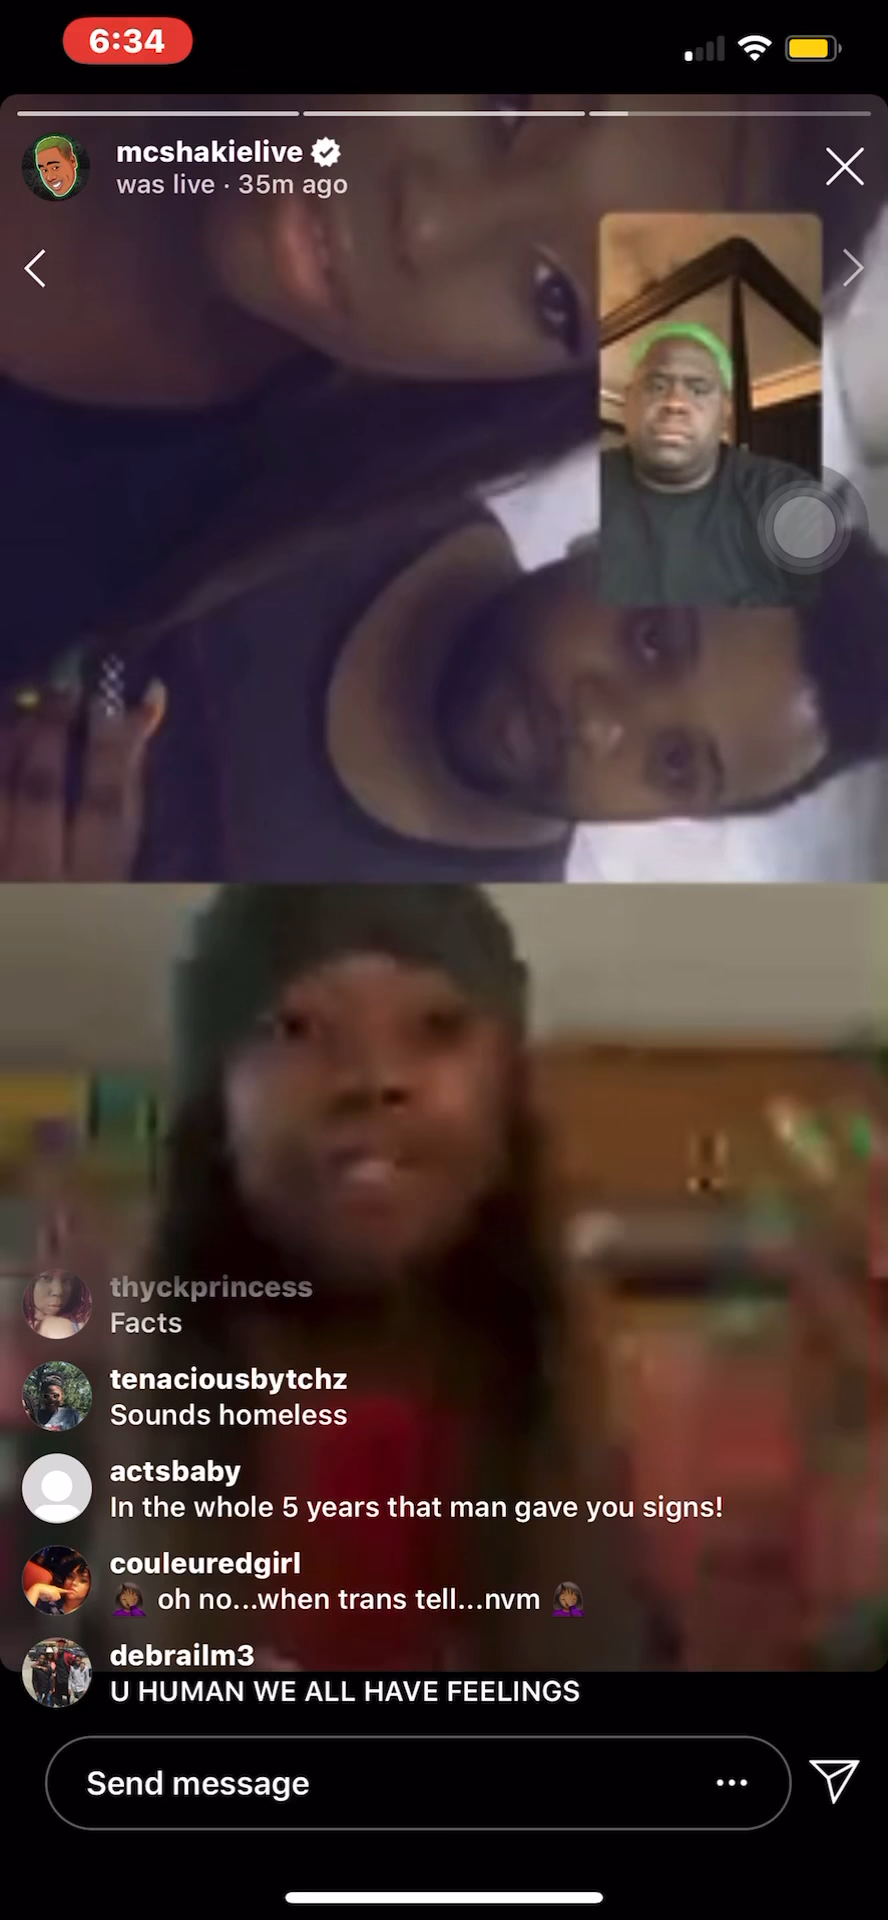 6:34
mcshakielive
was live · 35m ago
thyckprincess
Facts
tenaciousbytchz
Sounds homeless
actsbaby
In the whole 5 years that man gave you signs!
couleuredgirl
🤦🏾‍♀️ oh no...when trans tell...nvm 🤦🏾‍♀️
debrailm3
U HUMAN WE ALL HAVE FEELINGS
Send message